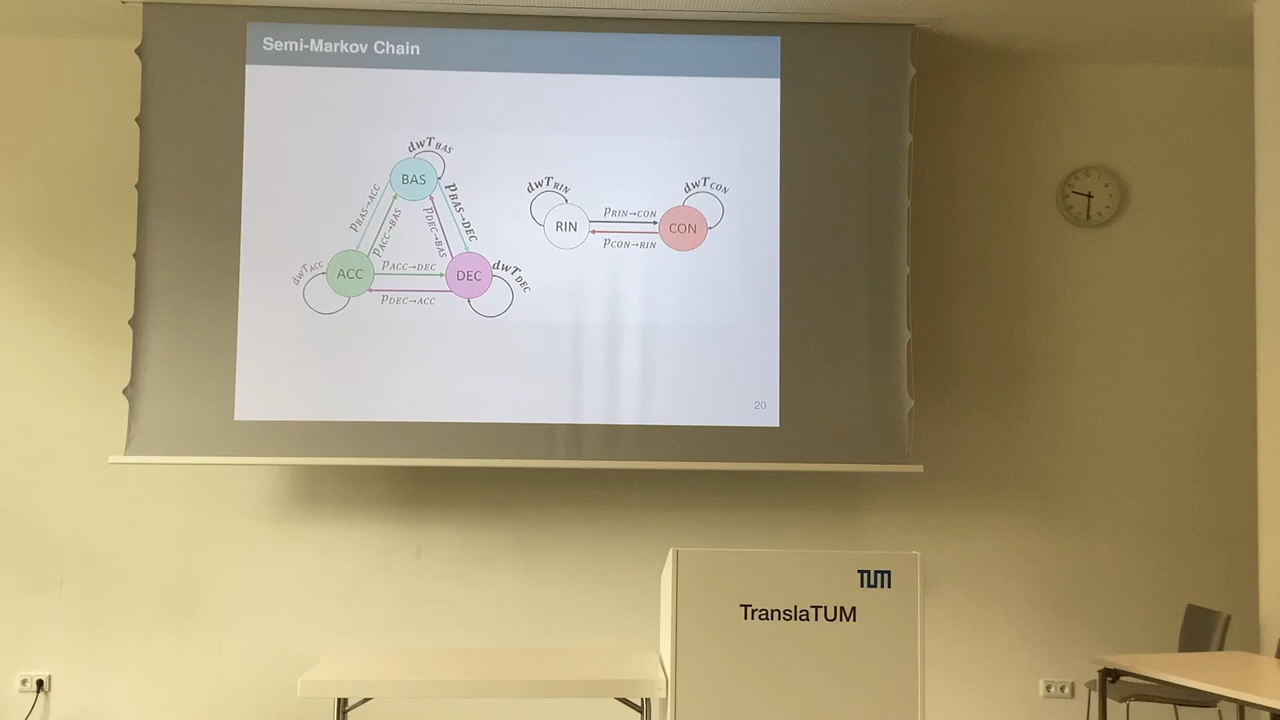 Semi-Markov Chain
dwT_BAS
BAS
p_BAS→ACC
p_ACC→BAS
p_DEC→BAS
p_BAS→DEC
dwT_ACC
ACC
p_ACC→DEC
p_DEC→ACC
DEC
dwT_DEC
dwT_RIN
RIN
p_RIN→CON
p_CON→RIN
dwT_CON
CON
20
TUM
TranslaTUM